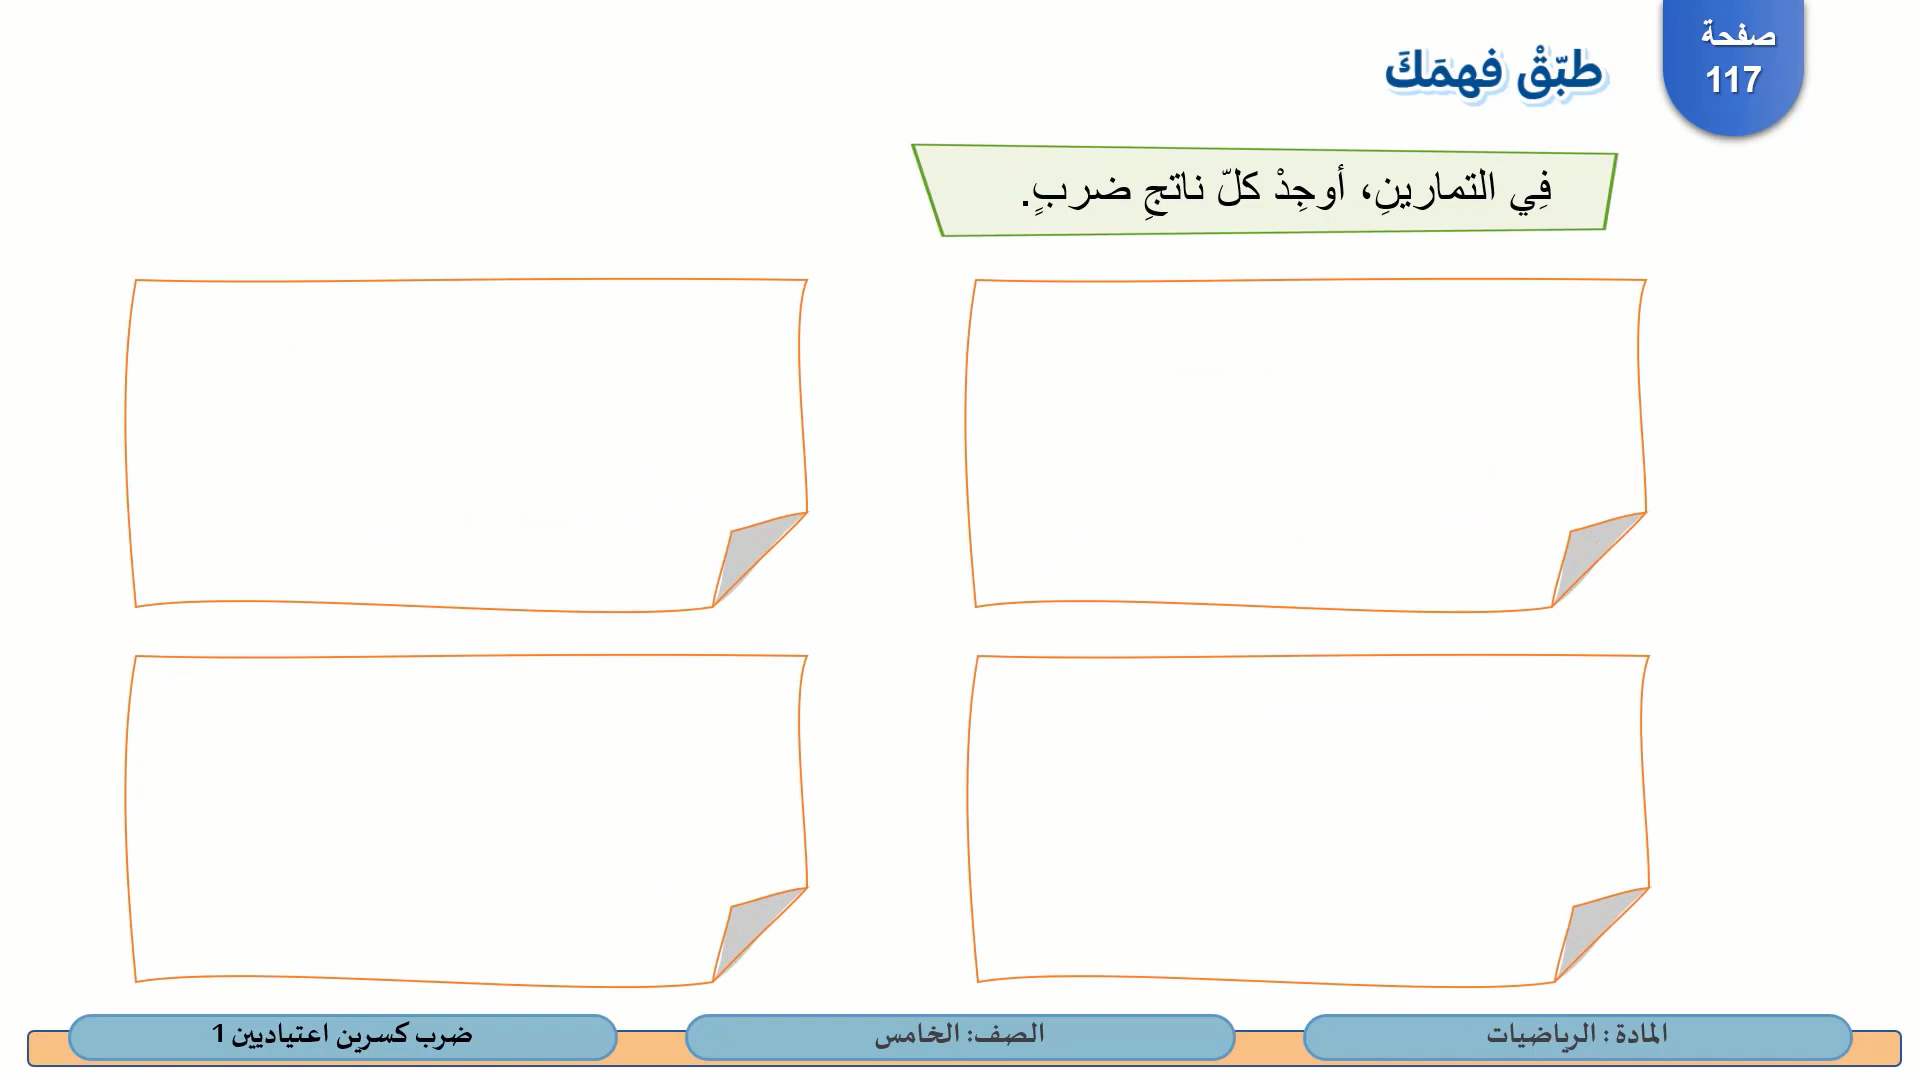 صفحة
117
طبّقْ فهمَكَ
فِي التمارينِ، أوجِدْ كلّ ناتجِ ضربٍ.
المادة : الرياضيات
الصف: الخامس
ضرب كسرين اعتياديين 1